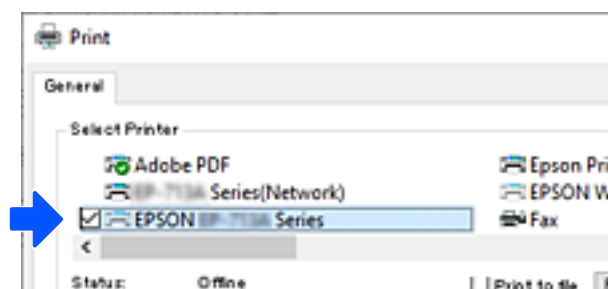 Print
General
Select Printer
Adobe PDF
Epson Pri
Series(Network)
EPSON W
EPSON Series
Fax
Status: Offline
Print to file